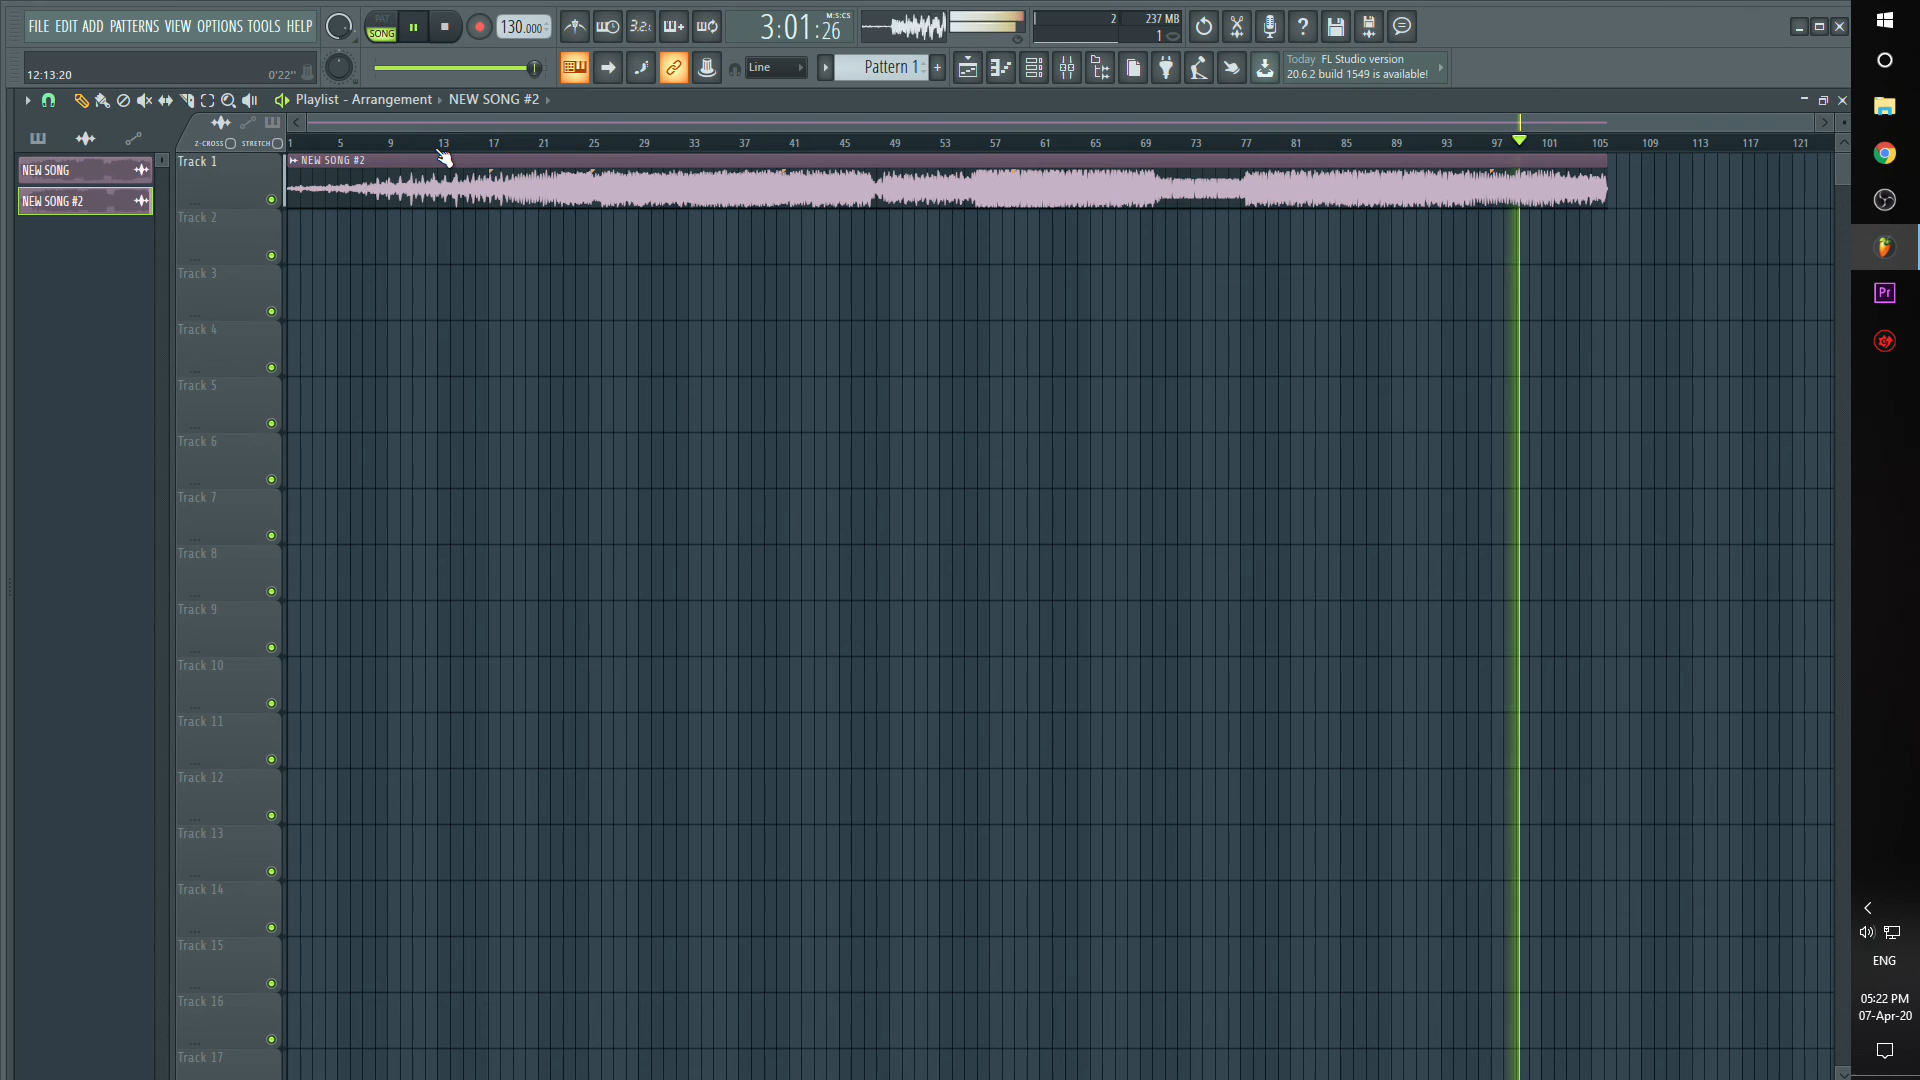 FILE EDIT ADD PATTERNS VIEW OPTIONS TOOLS HELP
PAT
SONG
130.000
3:01:26
M:S:CS
2
237 MB
1
12:13:20
0'22"
Line
Pattern 1
Today FL Studio version
20.6.2 build 1549 is available!
Playlist - Arrangement
NEW SONG #2
Z-CROSS
STRETCH
1 5 9 13 17 21 25 29 33 37 41 45 49 53 57 61 65 69 73 77 81 85 89 93 97 101 105 109 113 117 121
NEW SONG
NEW SONG #2
NEW SONG #2
Track 1
Track 2
Track 3
Track 4
Track 5
Track 6
Track 7
Track 8
Track 9
Track 10
Track 11
Track 12
Track 13
Track 14
Track 15
Track 16
Track 17
Pr
ENG
05:22 PM
07-Apr-20